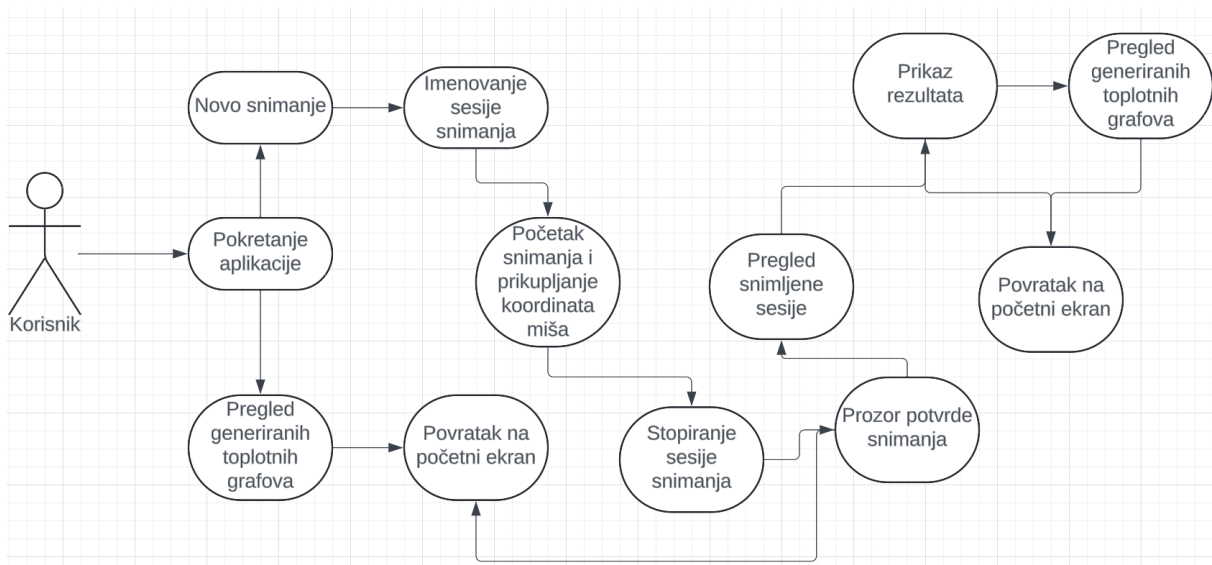 Korisnik
Pokretanje
aplikacije
Novo snimanje
Imenovanje
sesije
snimanja
Početak
snimanja i
prikupljanje
koordinata
miša
Stopiranje
sesije
snimanja
Prozor potvrde
snimanja
Pregled
snimljene
sesije
Prikaz
rezultata
Pregled
generiranih
toplotnih
grafova
Povratak na
početni ekran
Pregled
generiranih
toplotnih
grafova
Povratak na
početni ekran